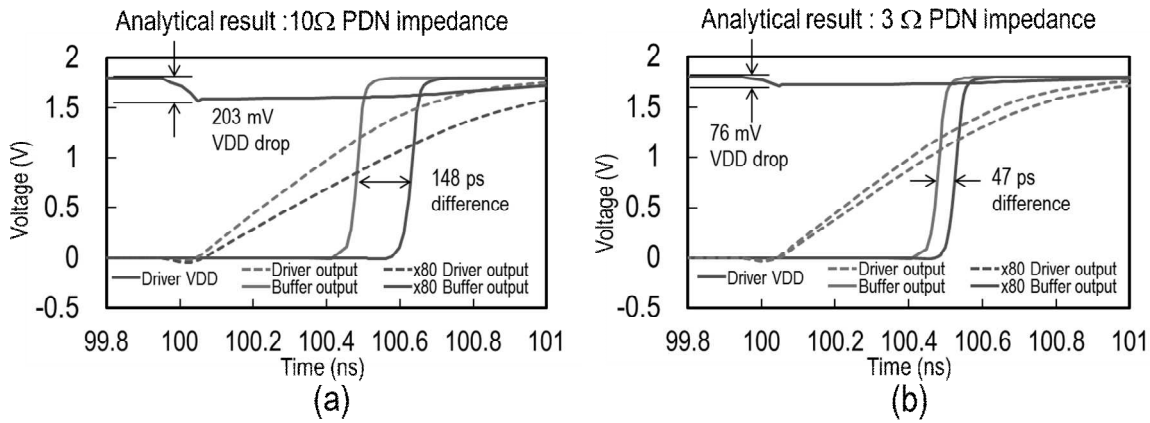 Analytical result : 10Ω PDN impedance
2
1.5
1
0.5
0
-0.5
Voltage (V)
203 mV
VDD drop
148 ps
difference
Driver VDD
Driver output
x80 Driver output
Buffer output
x80 Buffer output
99.8 100 100.2 100.4 100.6 100.8 101
Time (ns)
(a)
Analytical result : 3 Ω PDN impedance
2
1.5
1
0.5
0
-0.5
Voltage (V)
76 mV
VDD drop
47 ps
difference
Driver VDD
Driver output
x80 Driver output
Buffer output
x80 Buffer output
99.8 100 100.2 100.4 100.6 100.8 101
Time (ns)
(b)